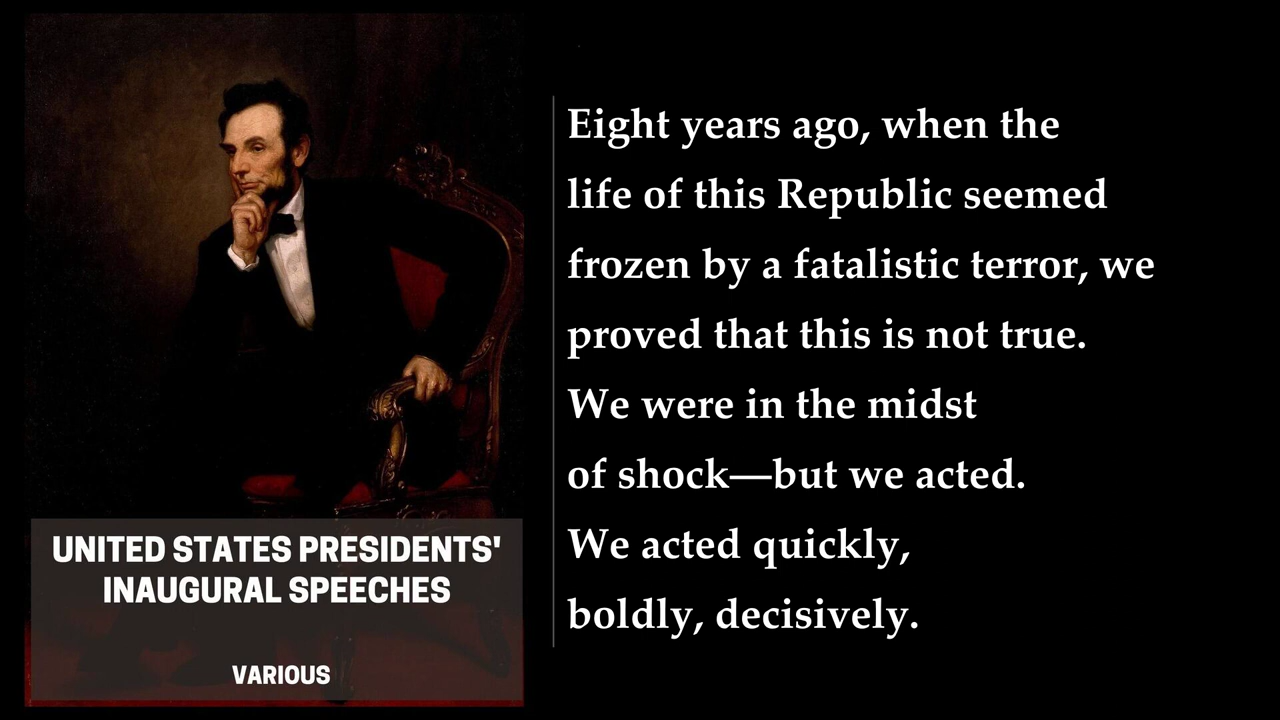 UNITED STATES PRESIDENTS'
INAUGURAL SPEECHES
VARIOUS
Eight years ago, when the
life of this Republic seemed
frozen by a fatalistic terror, we
proved that this is not true.
We were in the midst
of shock—but we acted.
We acted quickly,
boldly, decisively.